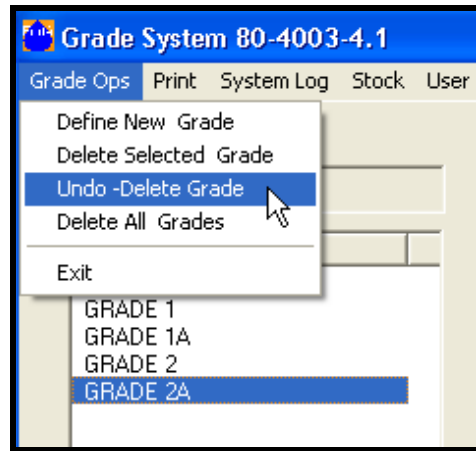 Grade System 80-4003-4.1
Grade Ops Print System Log Stock User
Define New Grade
Delete Selected Grade
Undo -Delete Grade
Delete All Grades
Exit
GRADE 1
GRADE 1A
GRADE 2
GRADE 2A